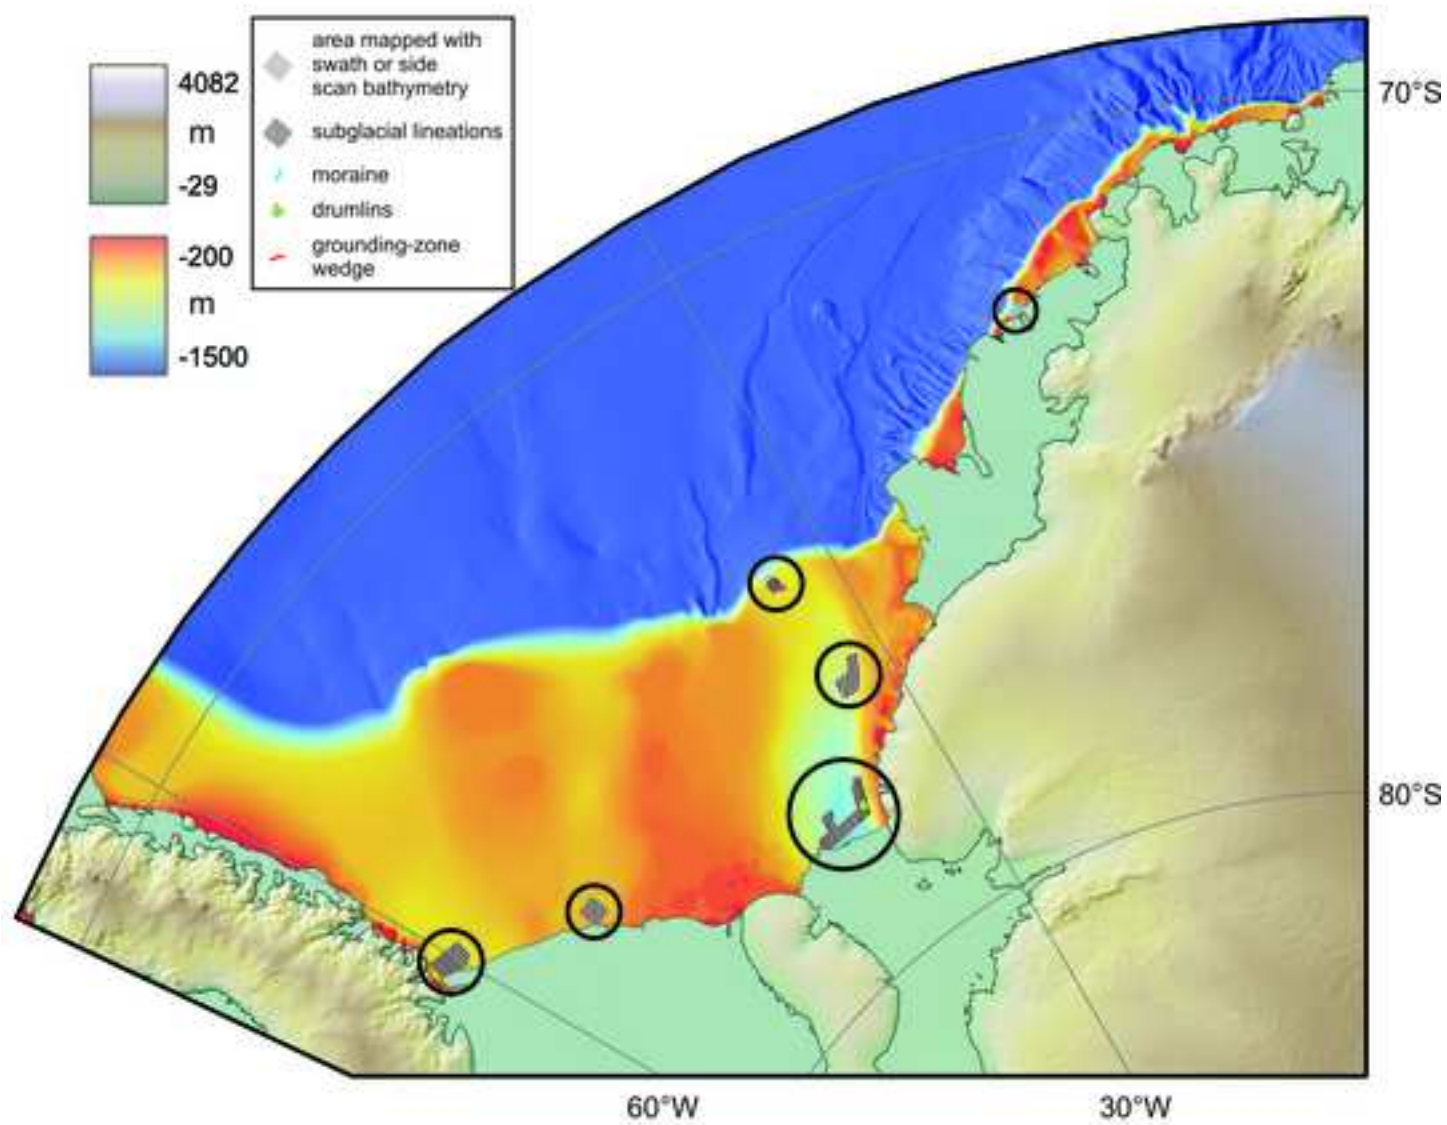 area mapped with
swath or side
scan bathymetry
subglacial lineations
moraine
drumlins
grounding-zone
wedge
4082
m
-29
-200
m
-1500
70°S
80°S
60°W
30°W